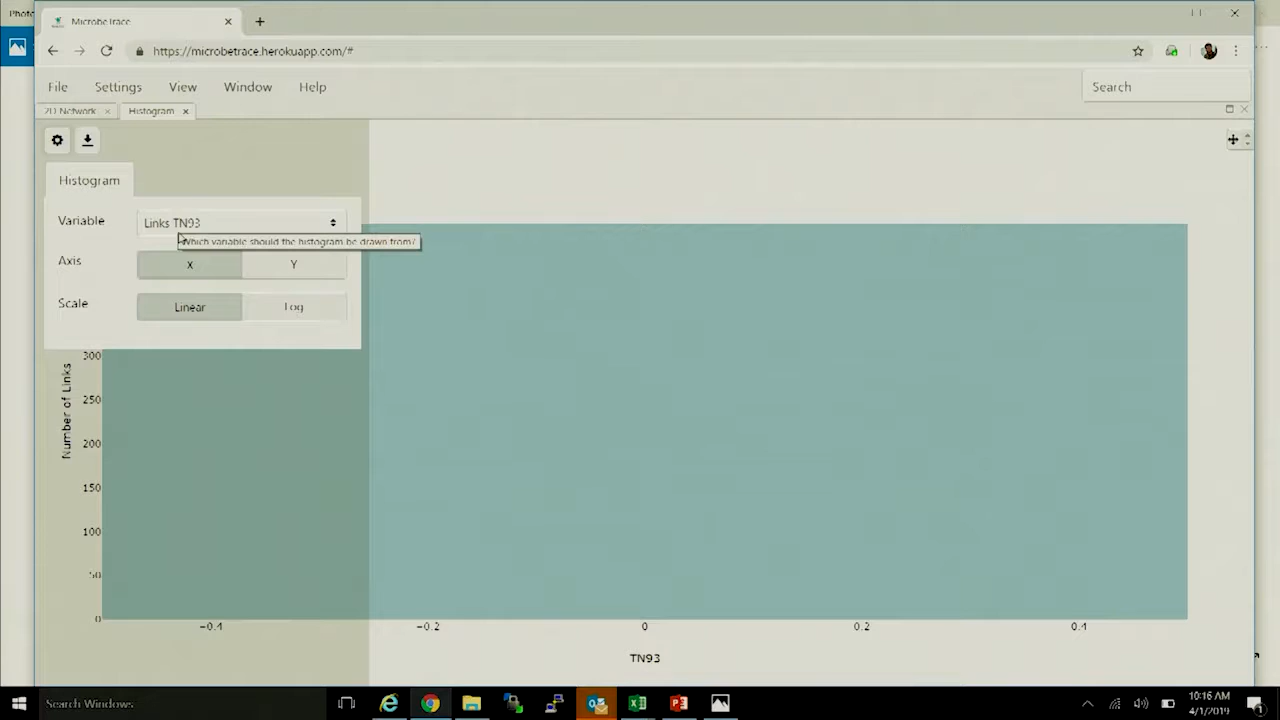 Photo
MicrobeTrace
https://microbetrace.herokuapp.com/#
File Settings View Window Help Search
2D Network Histogram
Histogram
Variable Links TN93
Which variable should the histogram be drawn from?
Axis X Y
Scale Linear Log
300
250
200
150
100
50
0
Number of Links
−0.4 −0.2 0 0.2 0.4
TN93
Search Windows
10:16 AM
4/1/2019